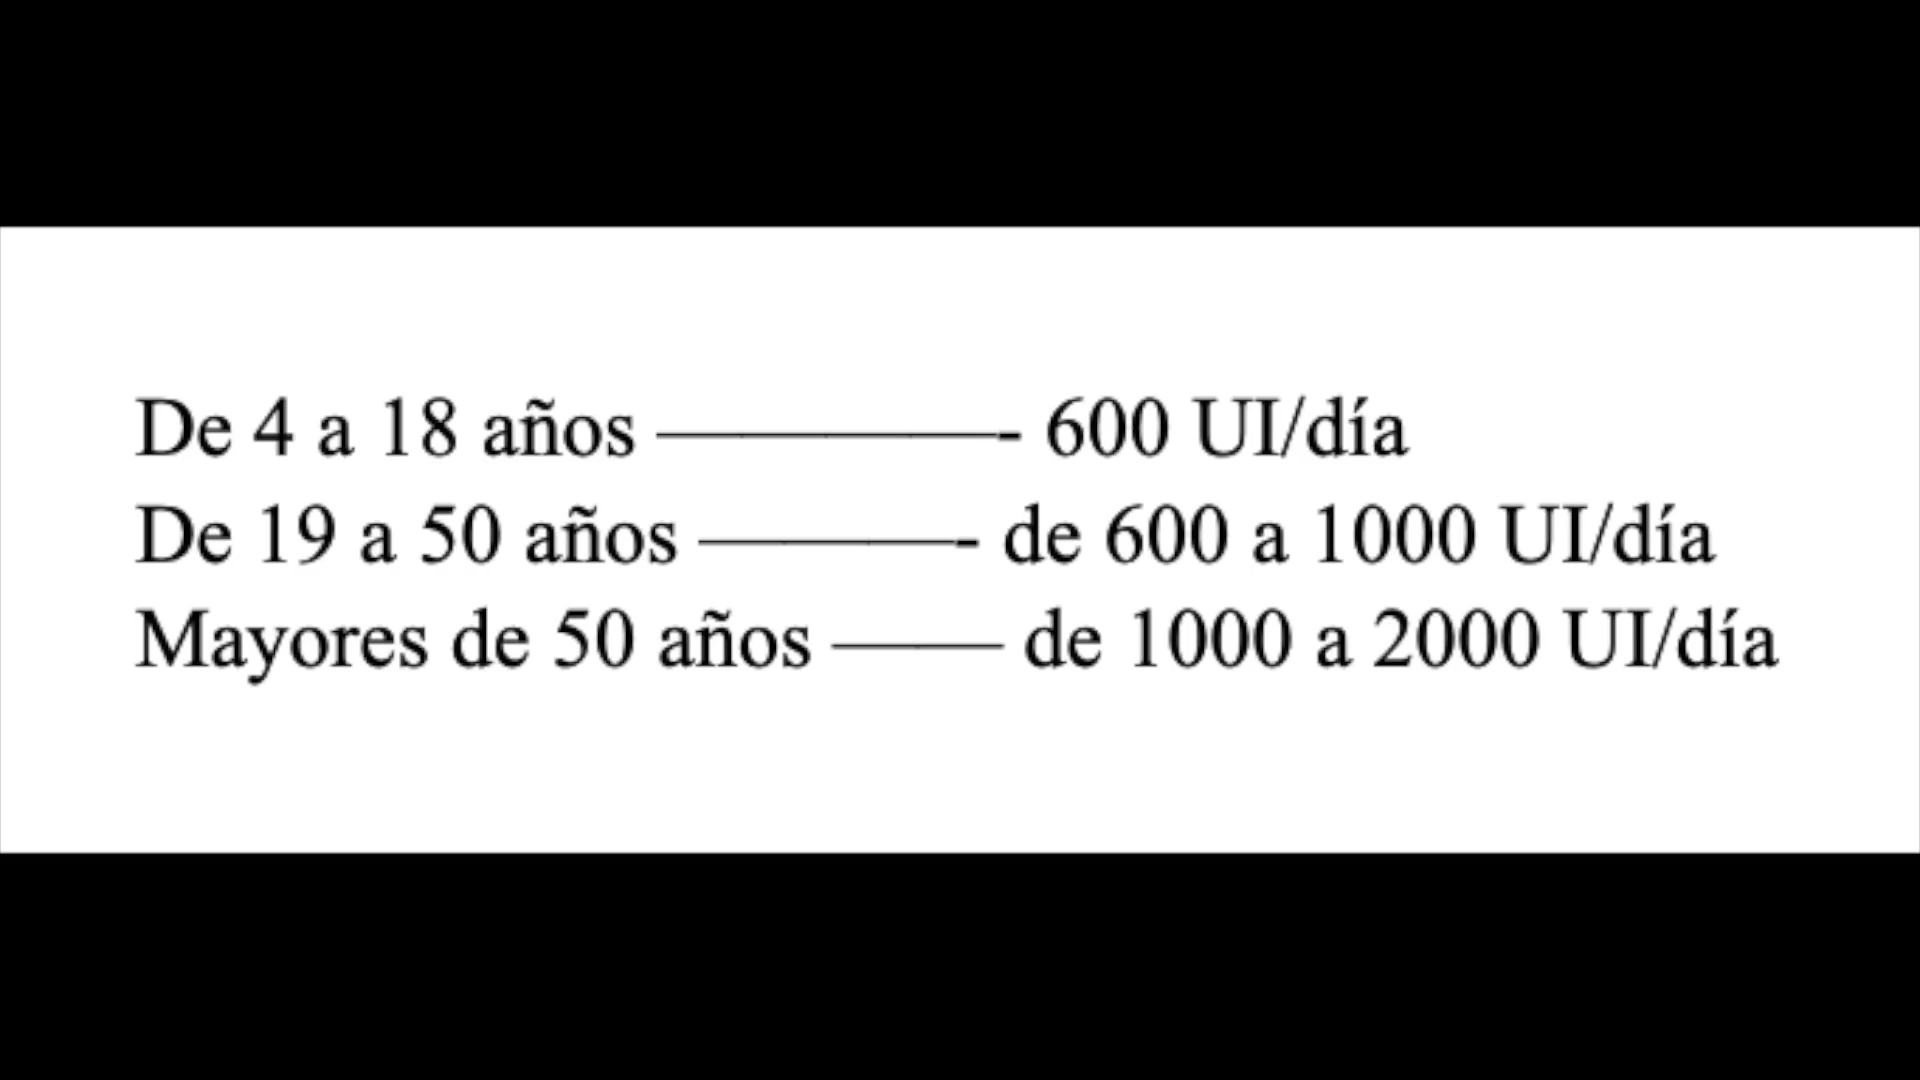 De 4 a 18 años ————- 600 UI/día
De 19 a 50 años ———- de 600 a 1000 UI/día
Mayores de 50 años —— de 1000 a 2000 UI/día